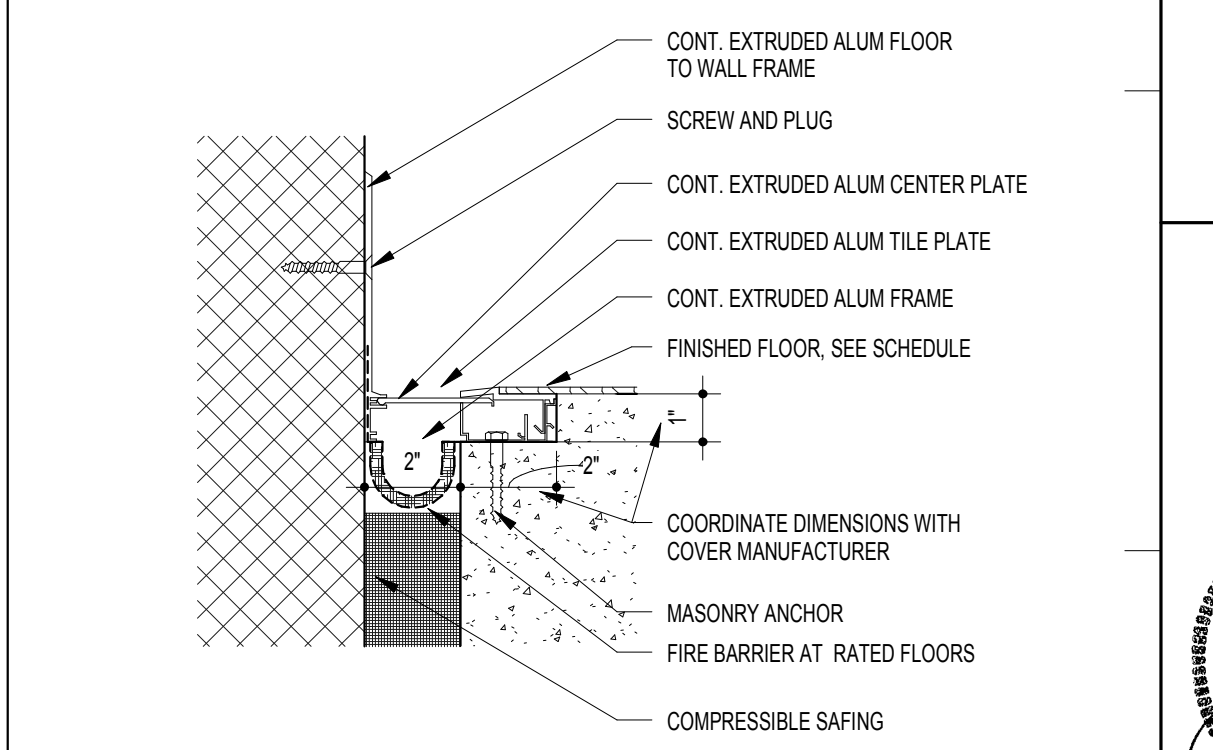 CONT. EXTRUDED ALUM FLOOR
TO WALL FRAME
SCREW AND PLUG
CONT. EXTRUDED ALUM CENTER PLATE
CONT. EXTRUDED ALUM TILE PLATE
CONT. EXTRUDED ALUM FRAME
FINISHED FLOOR, SEE SCHEDULE
1"
2"
2"
COORDINATE DIMENSIONS WITH
COVER MANUFACTURER
MASONRY ANCHOR
FIRE BARRIER AT RATED FLOORS
COMPRESSIBLE SAFING